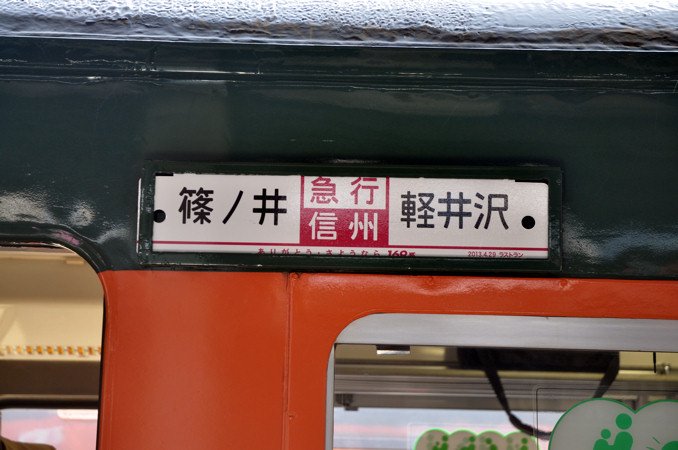 篠ノ井 急行 軽井沢
信州
ありがとう・さようなら 169系
2013.4.29 ラストラン